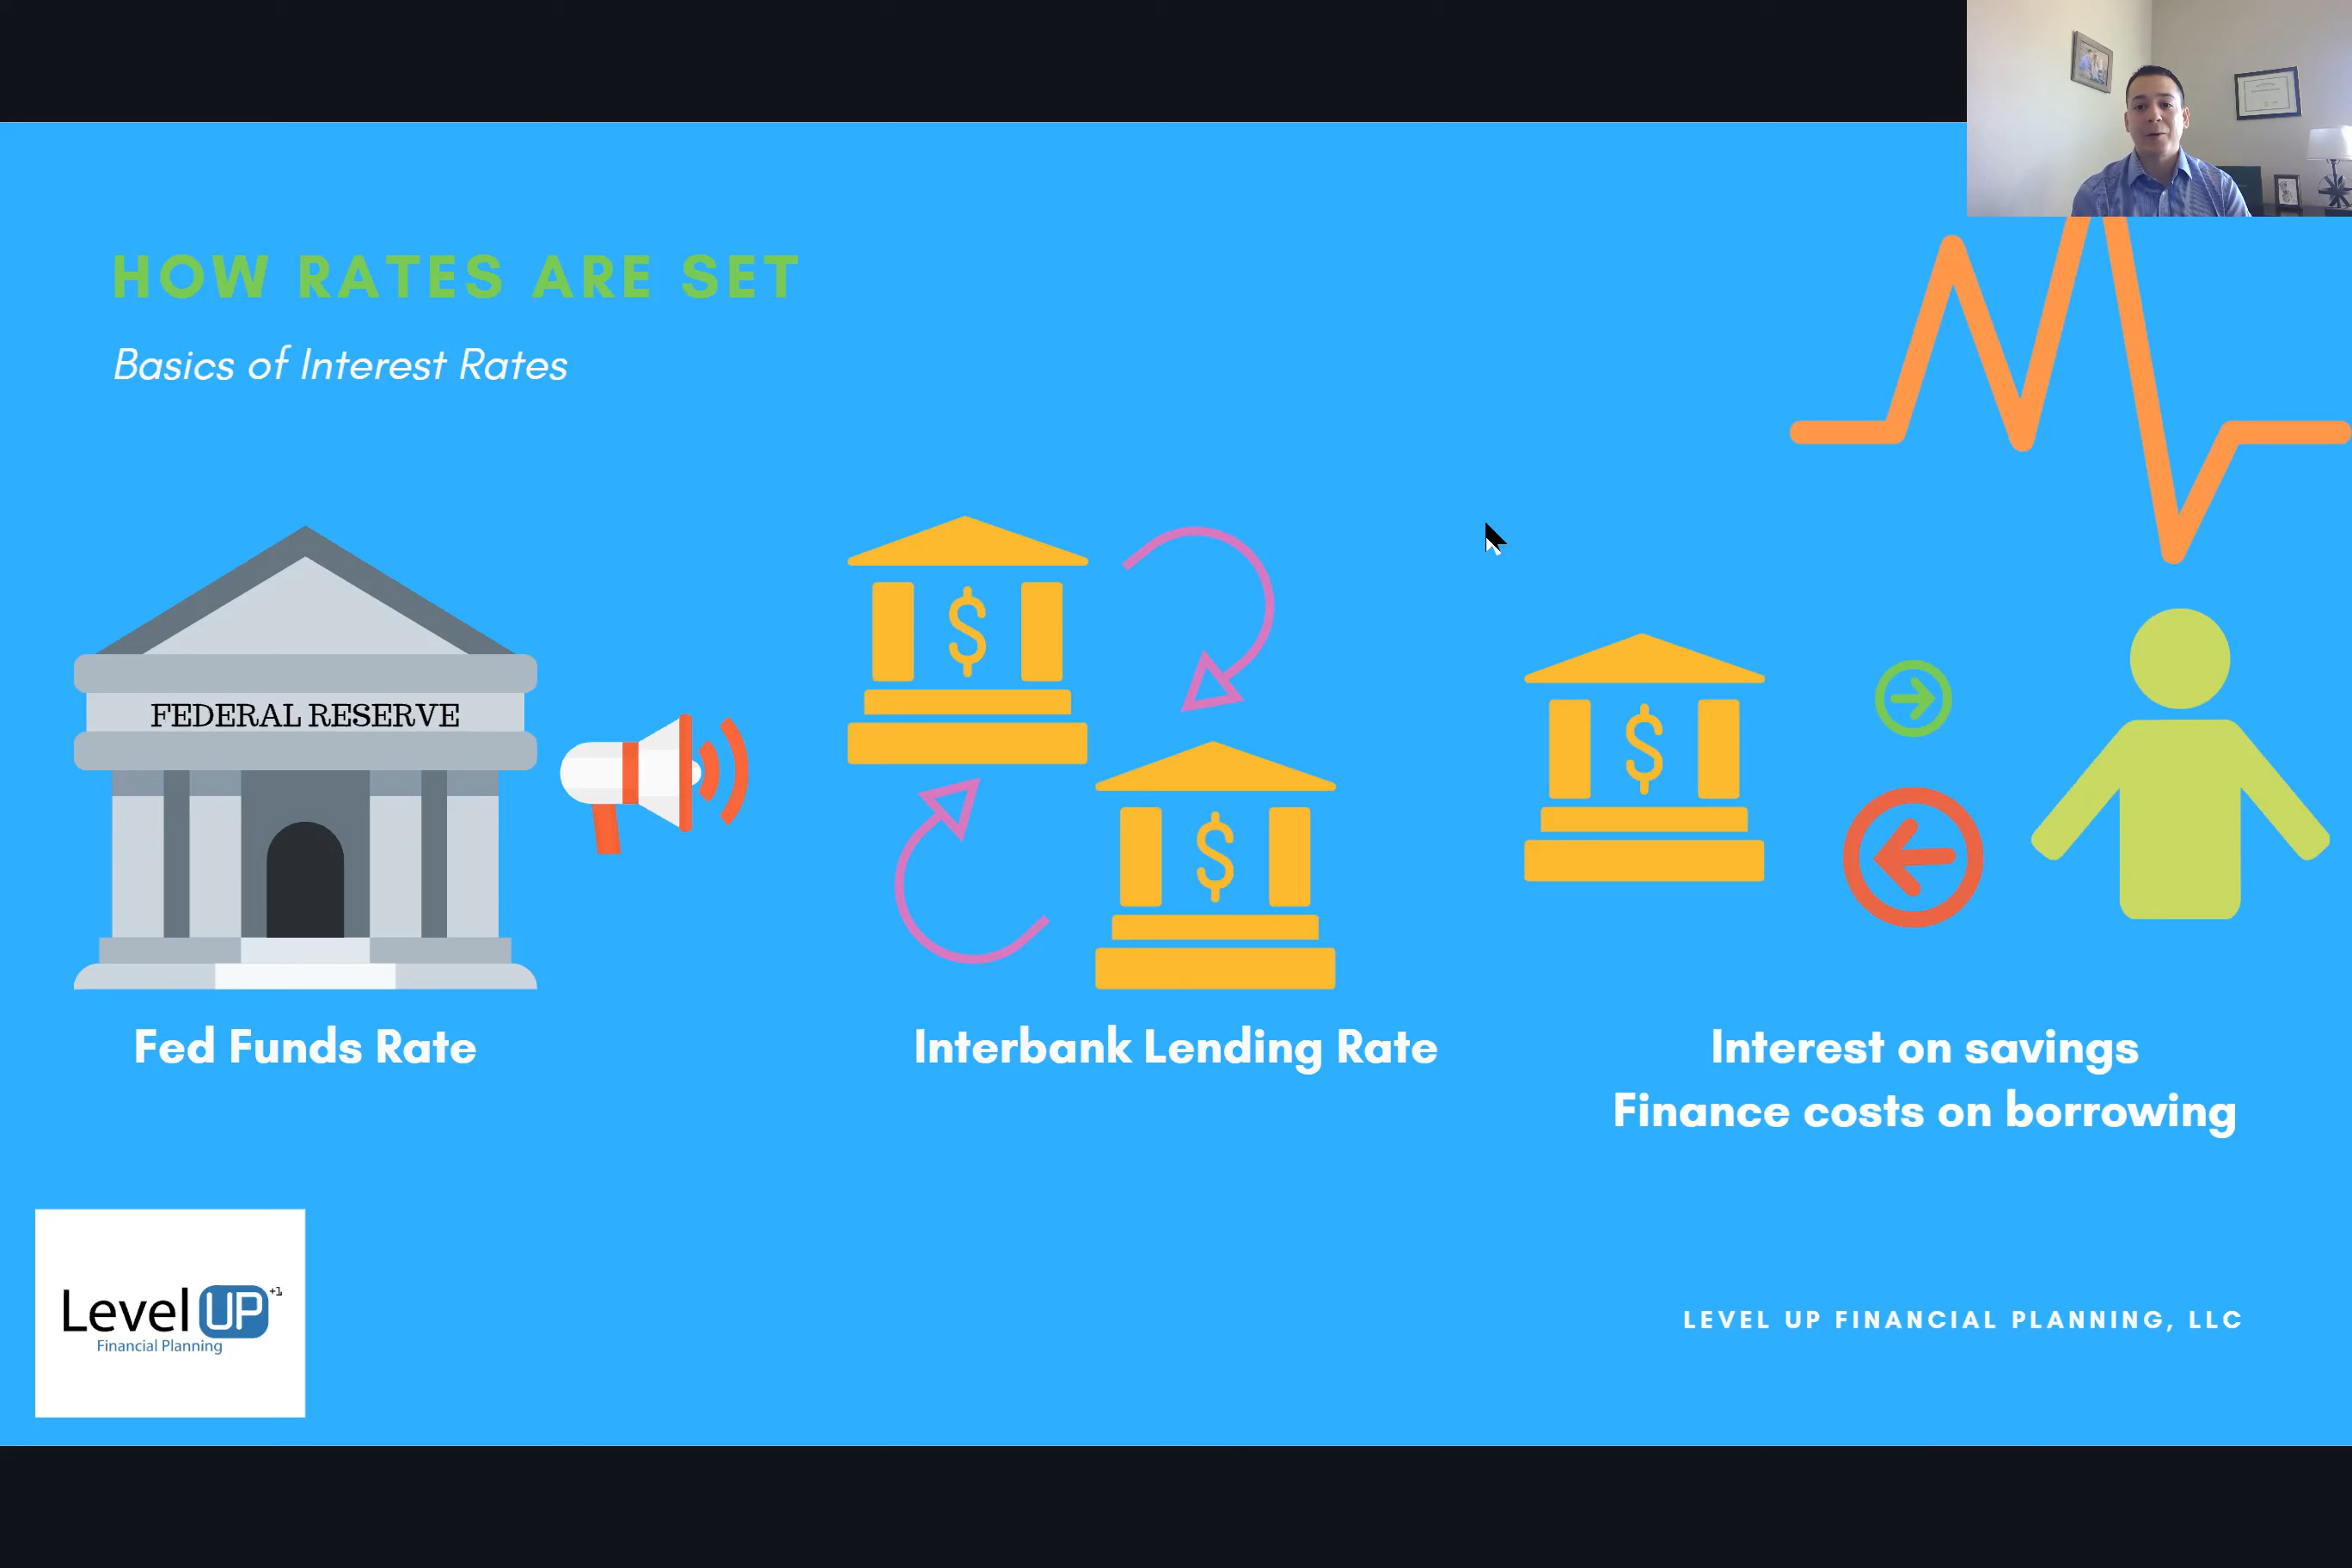 HOW RATES ARE SET
Basics of Interest Rates
FEDERAL RESERVE
$
$
$
Fed Funds Rate
Interbank Lending Rate
Interest on savings
Finance costs on borrowing
Level UP +1
Financial Planning
LEVEL UP FINANCIAL PLANNING, LLC